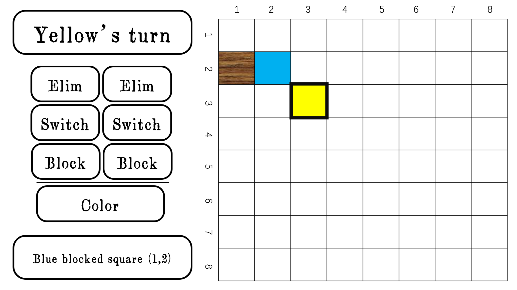 Yellow's turn
Elim Elim
Switch Switch
Block Block
Color
Blue blocked square (1,2)
1 2 3 4 5 6 7 8
1
2
3
4
5
6
7
8